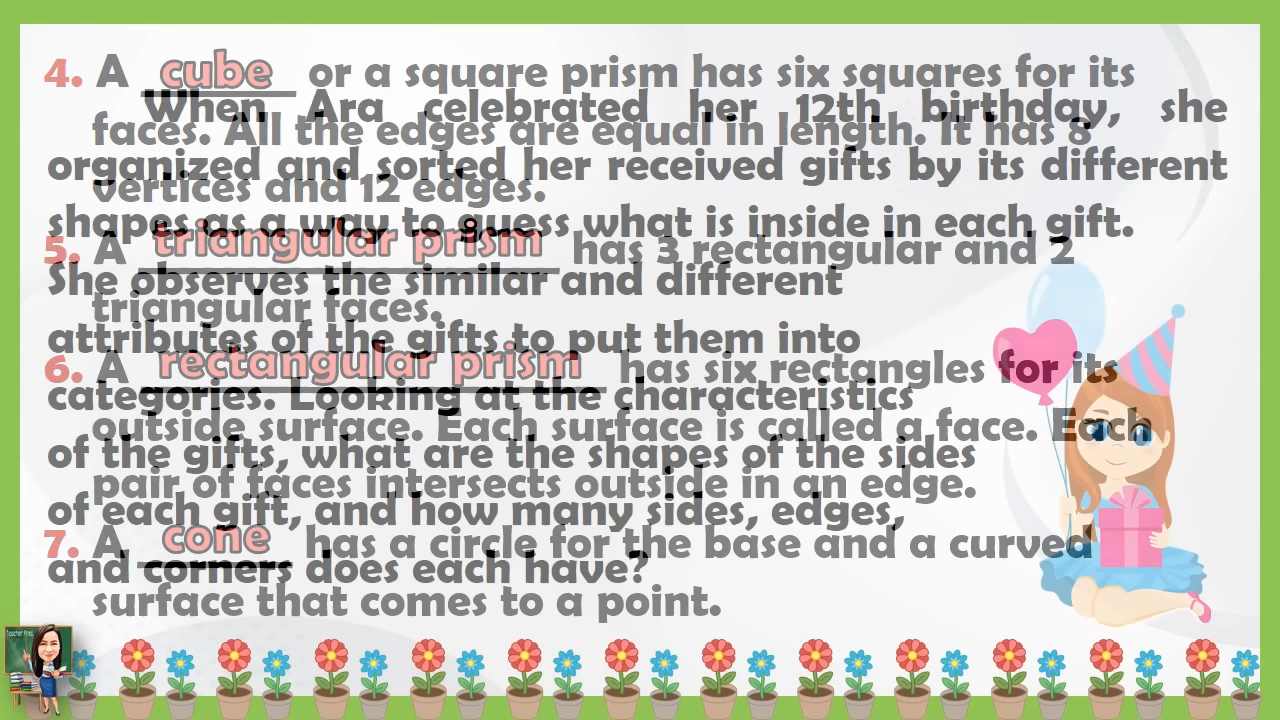 4. A cube or a square prism has six squares for its
faces. All the edges are equal in length. It has 8
vertices and 12 edges.
5. A triangular prism has 3 rectangular and 2
triangular faces.
6. A rectangular prism has six rectangles for its
outside surface. Each surface is called a face. Each
pair of faces intersects outside in an edge.
7. A cone has a circle for the base and a curved
surface that comes to a point.
When Ara celebrated her 12th birthday, she
organized and sorted her received gifts by its different
shapes as a way to guess what is inside in each gift.
She observes the similar and different
attributes of the gifts to put them into
categories. Looking at the characteristics
of the gifts, what are the shapes of the sides
of each gift, and how many sides, edges,
and corners does each have?